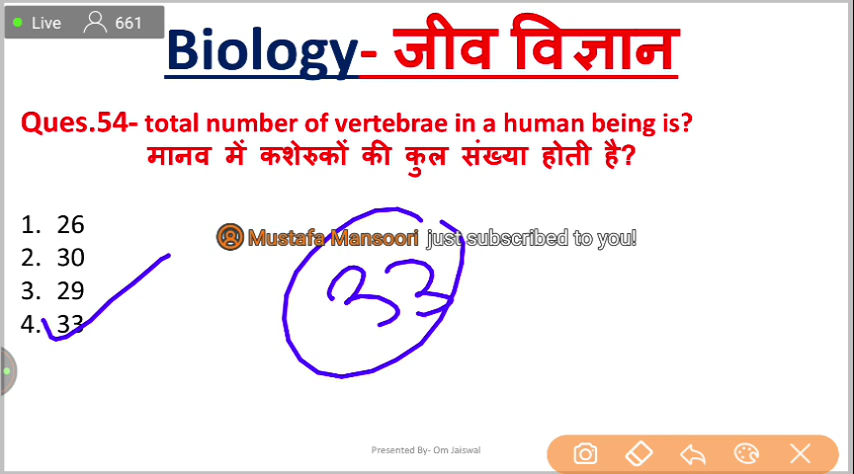 Live 661
Biology- जीव विज्ञान
Ques.54- total number of vertebrae in a human being is?
मानव में कशेरुकों की कुल संख्या होती है?
1. 26
Mustafa Mansoori just subscribed to you!
2. 30
3. 29
33
4. 33
Presented By- Om Jaiswal